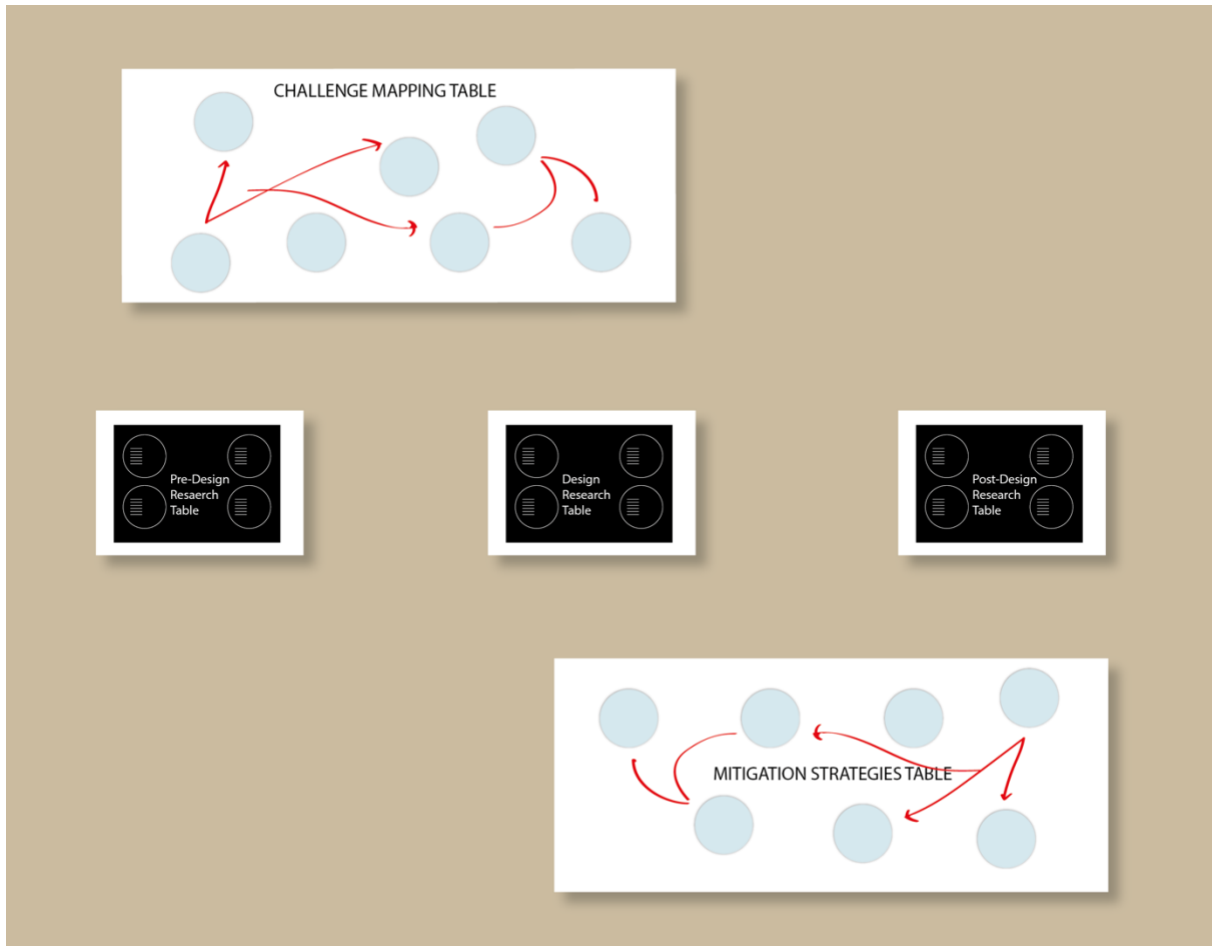 CHALLENGE MAPPING TABLE
Pre-Design
Resaerch
Table
Design
Research
Table
Post-Design
Research
Table
MITIGATION STRATEGIES TABLE